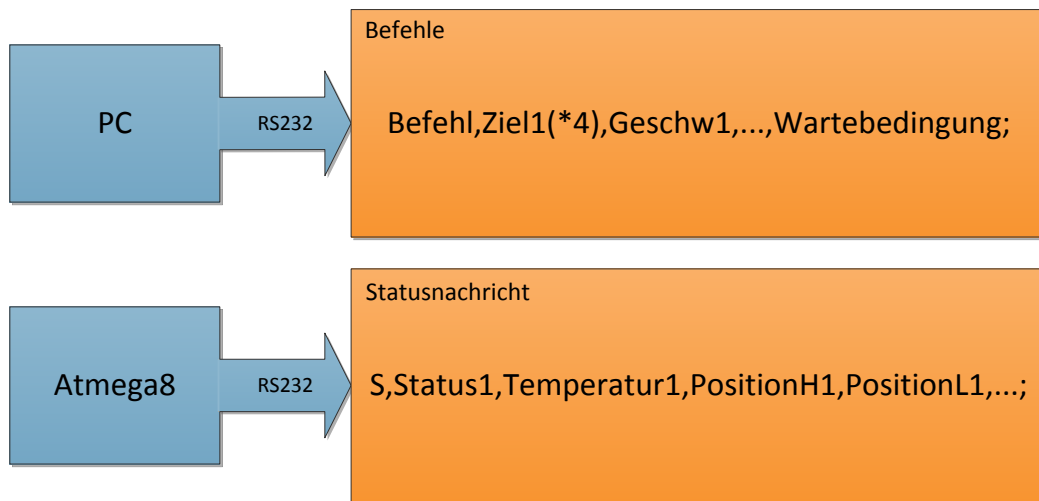 Befehle
PC
RS232
Befehl,Ziel1(*4),Geschw1,...,Wartebedingung;
Statusnachricht
Atmega8
RS232
S,Status1,Temperatur1,PositionH1,PositionL1,...;